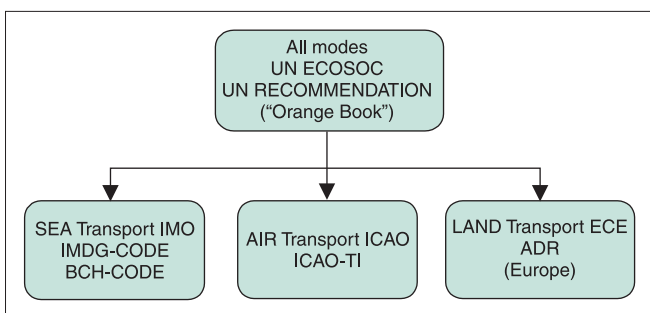 All modes
UN ECOSOC
UN RECOMMENDATION
(“Orange Book”)
SEA Transport IMO
IMDG-CODE
BCH-CODE
AIR Transport ICAO
ICAO-TI
LAND Transport ECE
ADR
(Europe)